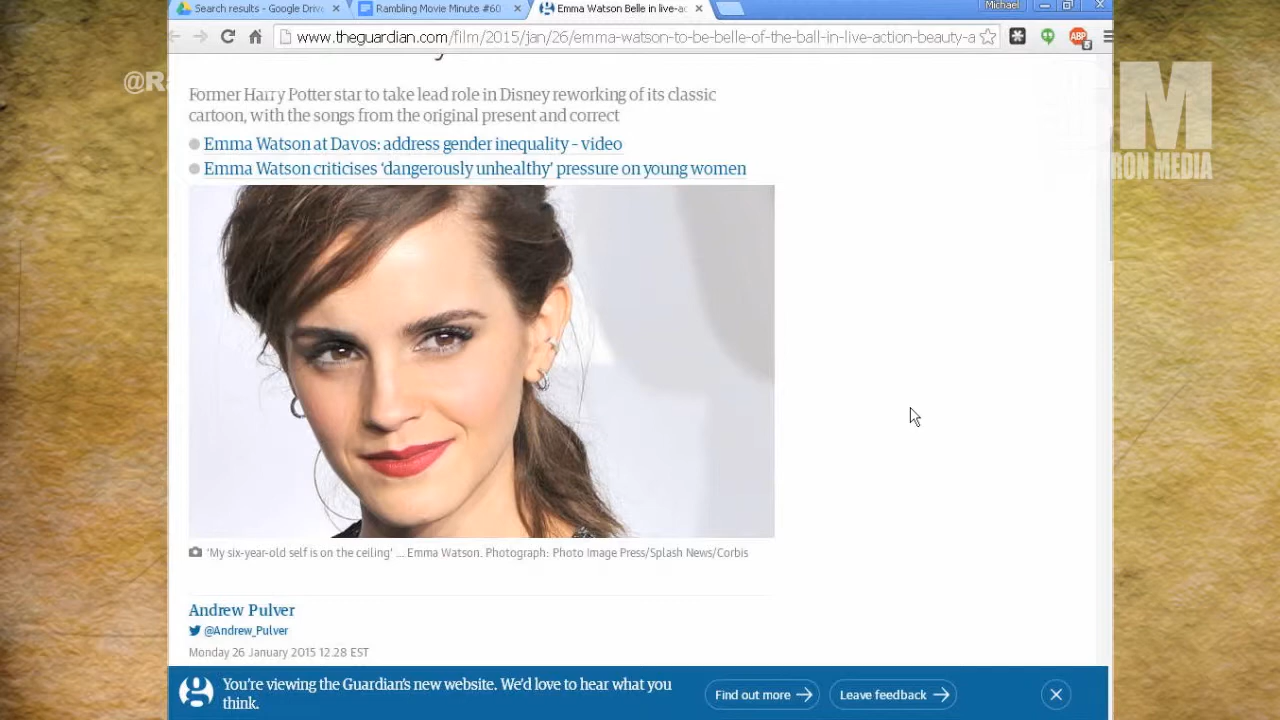 Search results - Google Drive
Rambling Movie Minute #60
Emma Watson Belle in live-ac
Michael
www.theguardian.com/film/2015/jan/26/emma-watson-to-be-belle-of-the-ball-in-live-action-beauty-a
ABP
5
@R
M
RON MEDIA
Former Harry Potter star to take lead role in Disney reworking of its classic
cartoon, with the songs from the original present and correct
Emma Watson at Davos: address gender inequality – video
Emma Watson criticises ‘dangerously unhealthy’ pressure on young women
‘My six-year-old self is on the ceiling’ ... Emma Watson. Photograph: Photo Image Press/Splash News/Corbis
Andrew Pulver
@Andrew_Pulver
Monday 26 January 2015 12.28 EST
You’re viewing the Guardian’s new website. We’d love to hear what you
think.
Find out more
Leave feedback